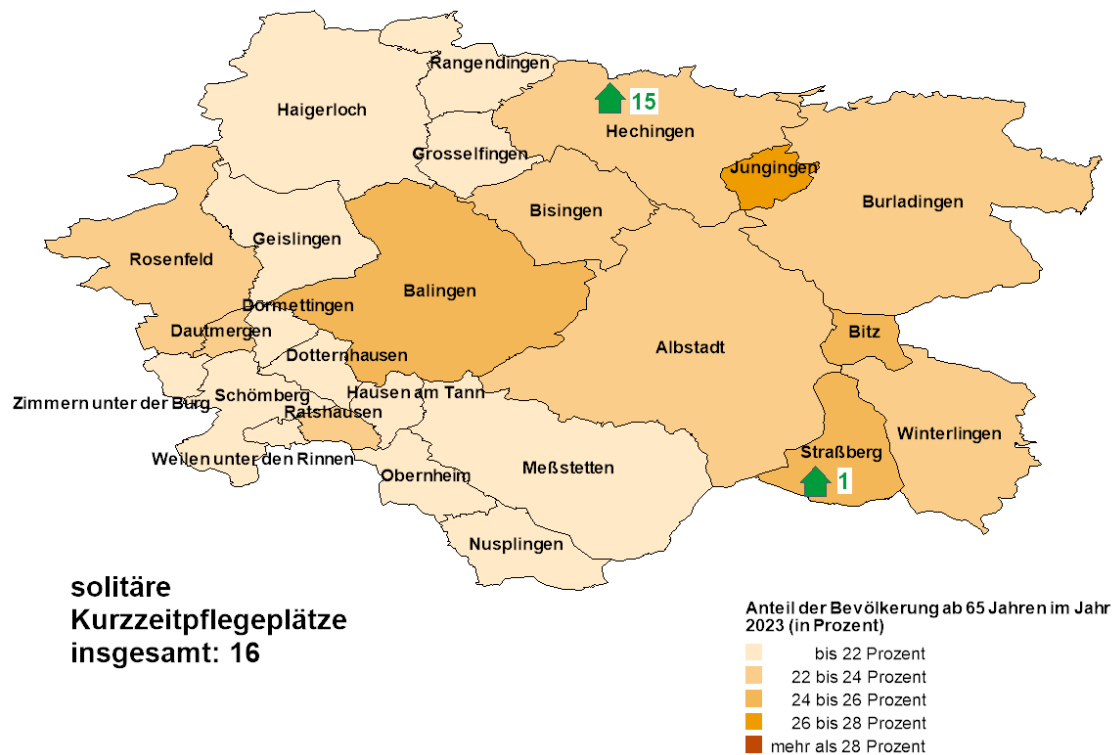 Rangendingen
Haigerloch
15
Hechingen
Grosselfingen
Jungingen
Burladingen
Bisingen
Geislingen
Rosenfeld
Balingen
Dormettingen
Dautmergen
Bitz
Albstadt
Dotternhausen
Hausen am Tann
Schömberg
Zimmern unter der Burg
Ratshausen
Winterlingen
Straßberg
Weilen unter den Rinnen
Meßstetten
Obernheim
1
Nusplingen
solitäre
Kurzzeitpflegeplätze
insgesamt: 16
Anteil der Bevölkerung ab 65 Jahren im Jahr
2023 (in Prozent)
bis 22 Prozent
22 bis 24 Prozent
24 bis 26 Prozent
26 bis 28 Prozent
mehr als 28 Prozent